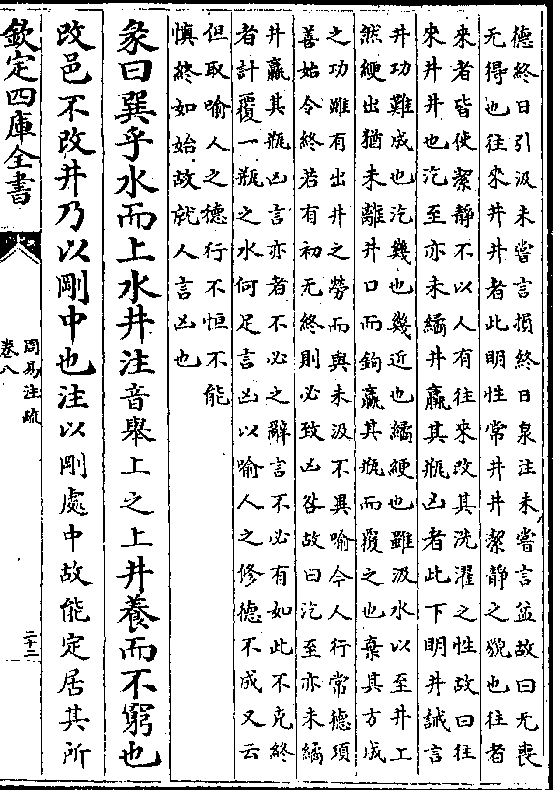 德終日引汲未嘗言損終日泉注未嘗言益故曰无喪
无得也往來井井者此明性常井井㓗靜之貌也往者
來者皆使㓗靜不以人有往來改其洗濯之性故曰往
來井井也汔至亦未繘井羸其瓶凶者此下明井誡言
井功難成也汔幾也幾近也繘綆也雖汲水以至井上
然綆出猶未離井口而鉤羸其瓶而覆之也棄其方成
之功雖有出井之勞而與未汲不異喻今人行常德須
善始令終若有初无終則必致凶咎故曰汔至亦未繘
井羸其瓶凶言亦者不必之辭言不必有如此不克終
者計覆一瓶之水何足言凶以喻人之修德不成又云
但取喻人之德行不恒不能
慎終如始故就人言凶也
彖曰巽乎水而上水井注音舉上之上井養而不窮也
改邑不改井乃以剛中也注以剛處中故能定居其所
欽定四庫全書
周易注疏
卷八
二十二